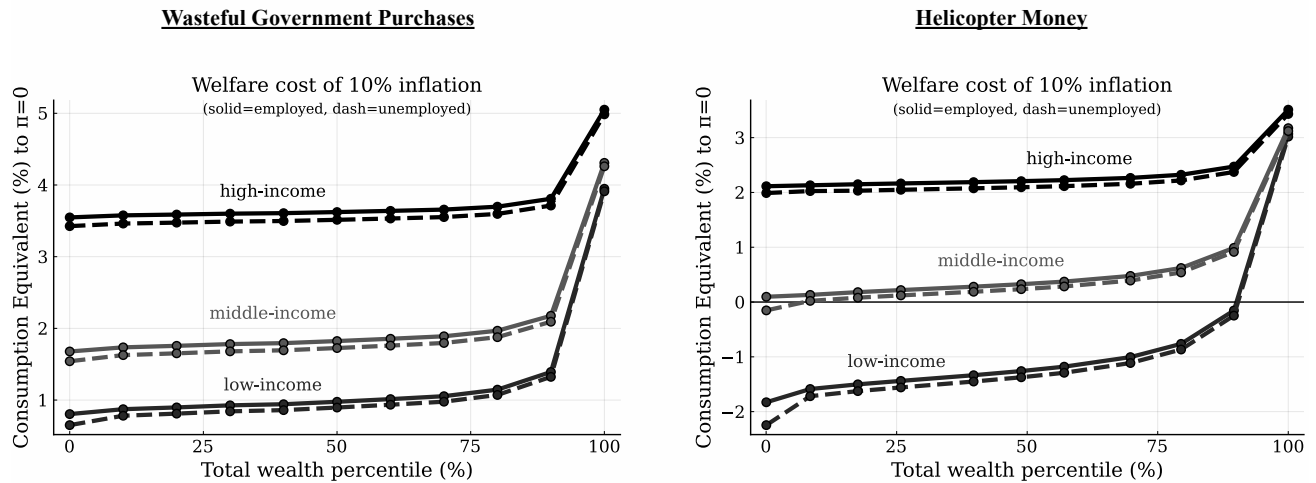 Wasteful Government Purchases
Welfare cost of 10% inflation
(solid=employed, dash=unemployed)
Consumption Equivalent (%) to π=0
5
4
3
2
1
high-income
middle-income
low-income
0
25
50
75
100
Total wealth percentile (%)
Helicopter Money
Welfare cost of 10% inflation
(solid=employed, dash=unemployed)
Consumption Equivalent (%) to π=0
3
2
1
0
−1
−2
high-income
middle-income
low-income
0
25
50
75
100
Total wealth percentile (%)